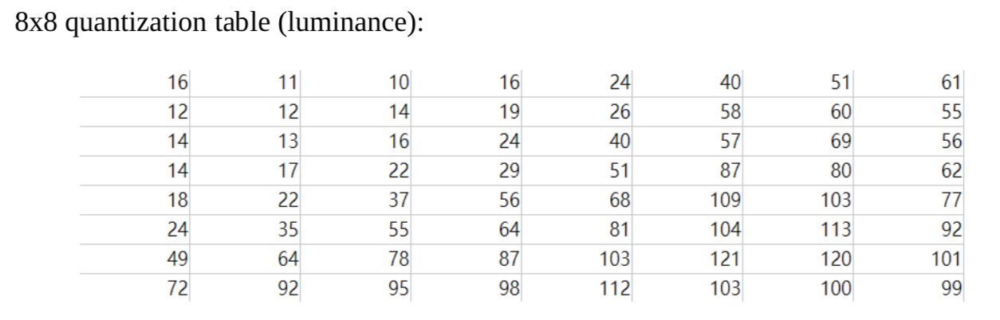 8x8 quantization table (luminance):
16 11 10 16 24 40 51 61
12 12 14 19 26 58 60 55
14 13 16 24 40 57 69 56
14 17 22 29 51 87 80 62
18 22 37 56 68 109 103 77
24 35 55 64 81 104 113 92
49 64 78 87 103 121 120 101
72 92 95 98 112 103 100 99